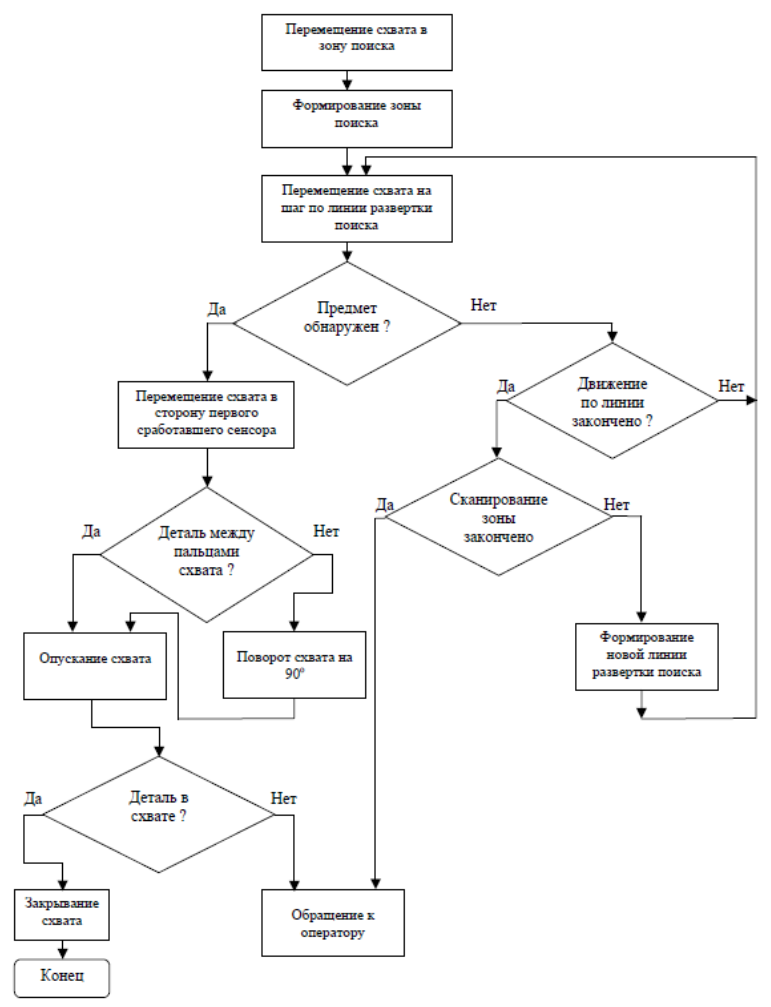 Перемещение схвата в
зону поиска
Формирование зоны
поиска
Перемещение схвата на
шаг по линии развертки
поиска
Да
Предмет
обнаружен ?
Нет
Перемещение схвата в
сторону первого
сработавшего сенсора
Да
Движение
по линии
закончено ?
Нет
Да
Сканирование
зоны
закончено
Нет
Да
Деталь между
пальцами
схвата ?
Нет
Опускание схвата
Поворот схвата на
90º
Формирование
новой линии
развертки поиска
Да
Деталь в
схвате ?
Нет
Закрывание
схвата
Обращение к
оператору
Конец